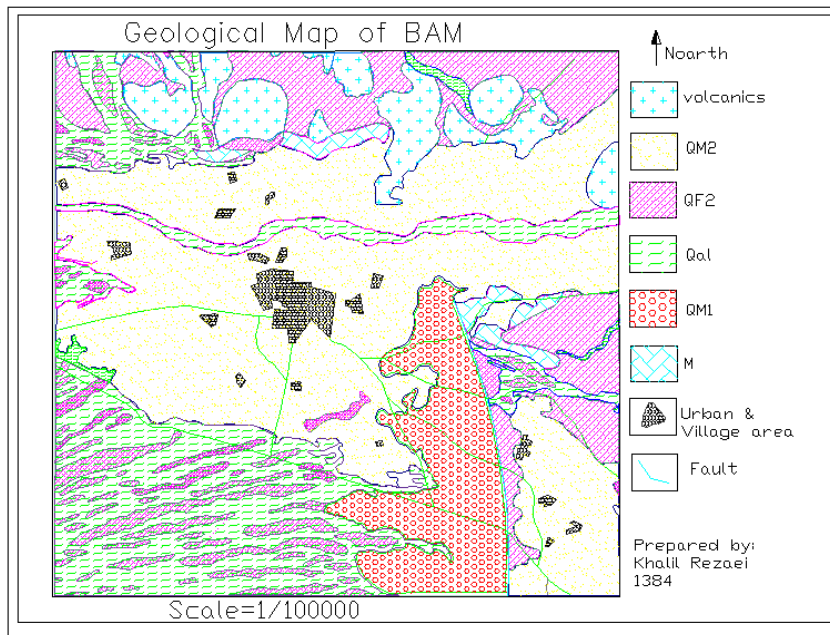 Geological Map of BAM
Noarth
volcanics
QM2
QF2
Qal
QM1
M
Urban &
Village area
Fault
Prepared by:
Khalil Rezaei
1384
Scale=1/100000